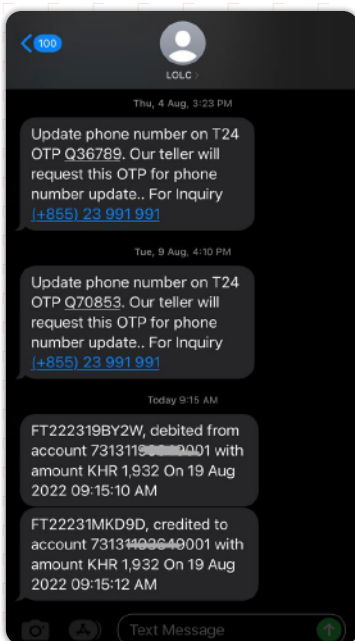 100
LOLC
Thu, 4 Aug, 3:23 PM
Update phone number on T24
OTP Q36789. Our teller will
request this OTP for phone
number update.. For Inquiry
(+855) 23 991 991
Tue, 9 Aug, 4:10 PM
Update phone number on T24
OTP Q70853. Our teller will
request this OTP for phone
number update.. For Inquiry
(+855) 23 991 991
Today 9:15 AM
FT222319BY2W, debited from
account with
amount KHR 1,932 On 19 Aug
2022 09:15:10 AM
FT22231MKD9D, credited to
account with
amount KHR 1,932 On 19 Aug
2022 09:15:12 AM
Text Message